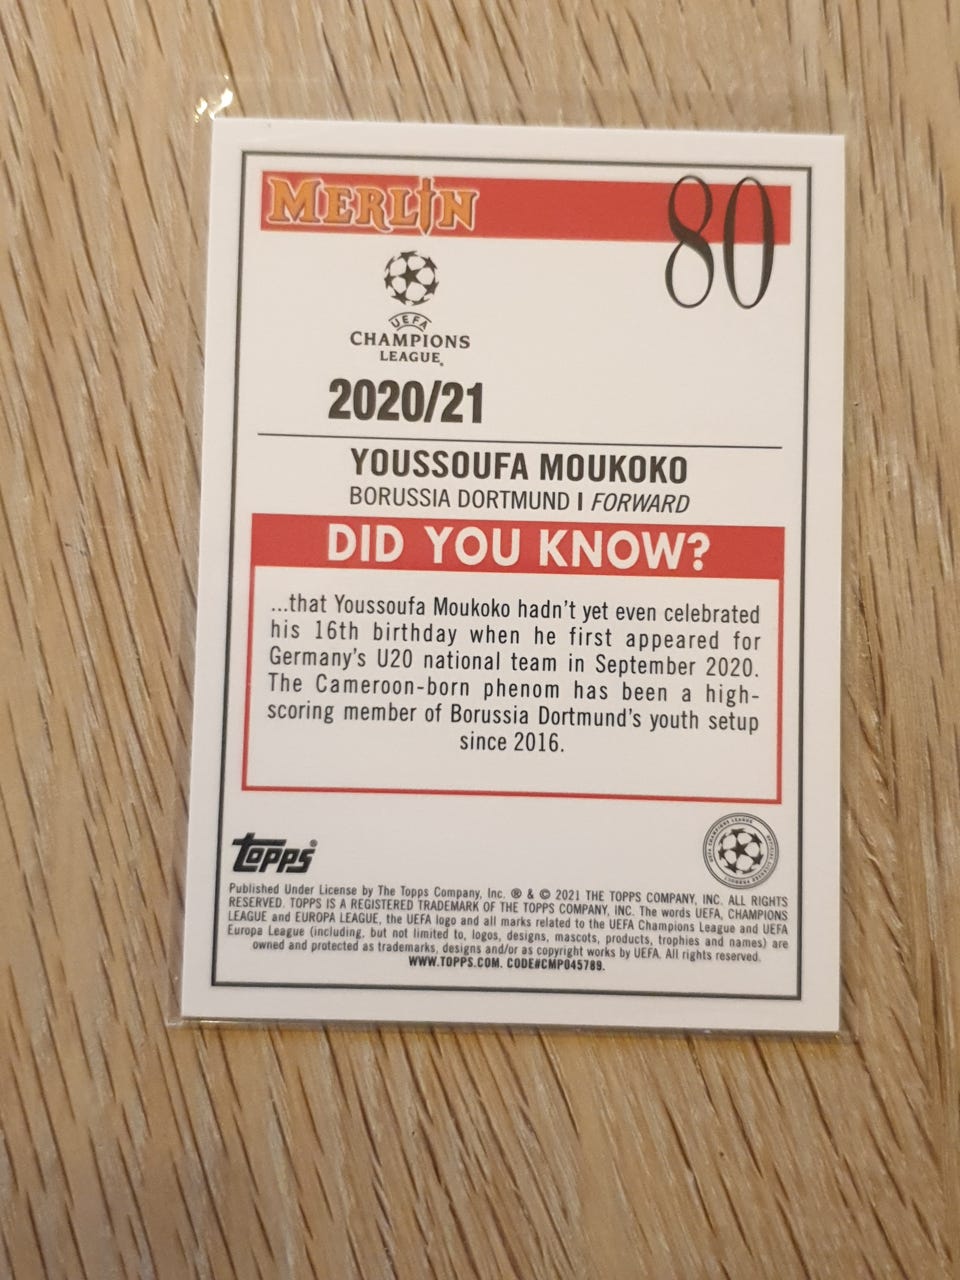 MERLIN
80
UEFA
CHAMPIONS
LEAGUE
2020/21
YOUSSOUFA MOUKOKO
BORUSSIA DORTMUND | FORWARD
DID YOU KNOW?
...that Youssoufa Moukoko hadn't yet even celebrated
his 16th birthday when he first appeared for
Germany's U20 national team in September 2020.
The Cameroon-born phenom has been a high-
scoring member of Borussia Dortmund's youth setup
since 2016.
Topps®
Published Under License by The Topps Company, Inc. ® & © 2021 THE TOPPS COMPANY, INC. ALL RIGHTS
RESERVED. TOPPS IS A REGISTERED TRADEMARK OF THE TOPPS COMPANY, INC. The words UEFA, CHAMPIONS
LEAGUE and EUROPA LEAGUE, the UEFA logo and all marks related to the UEFA Champions League and UEFA
Europa League (including, but not limited to, logos, designs, mascots, products, trophies and names) are
owned and protected as trademarks, designs and/or as copyright works by UEFA. All rights reserved.
WWW.TOPPS.COM. CODE#CMP045789.